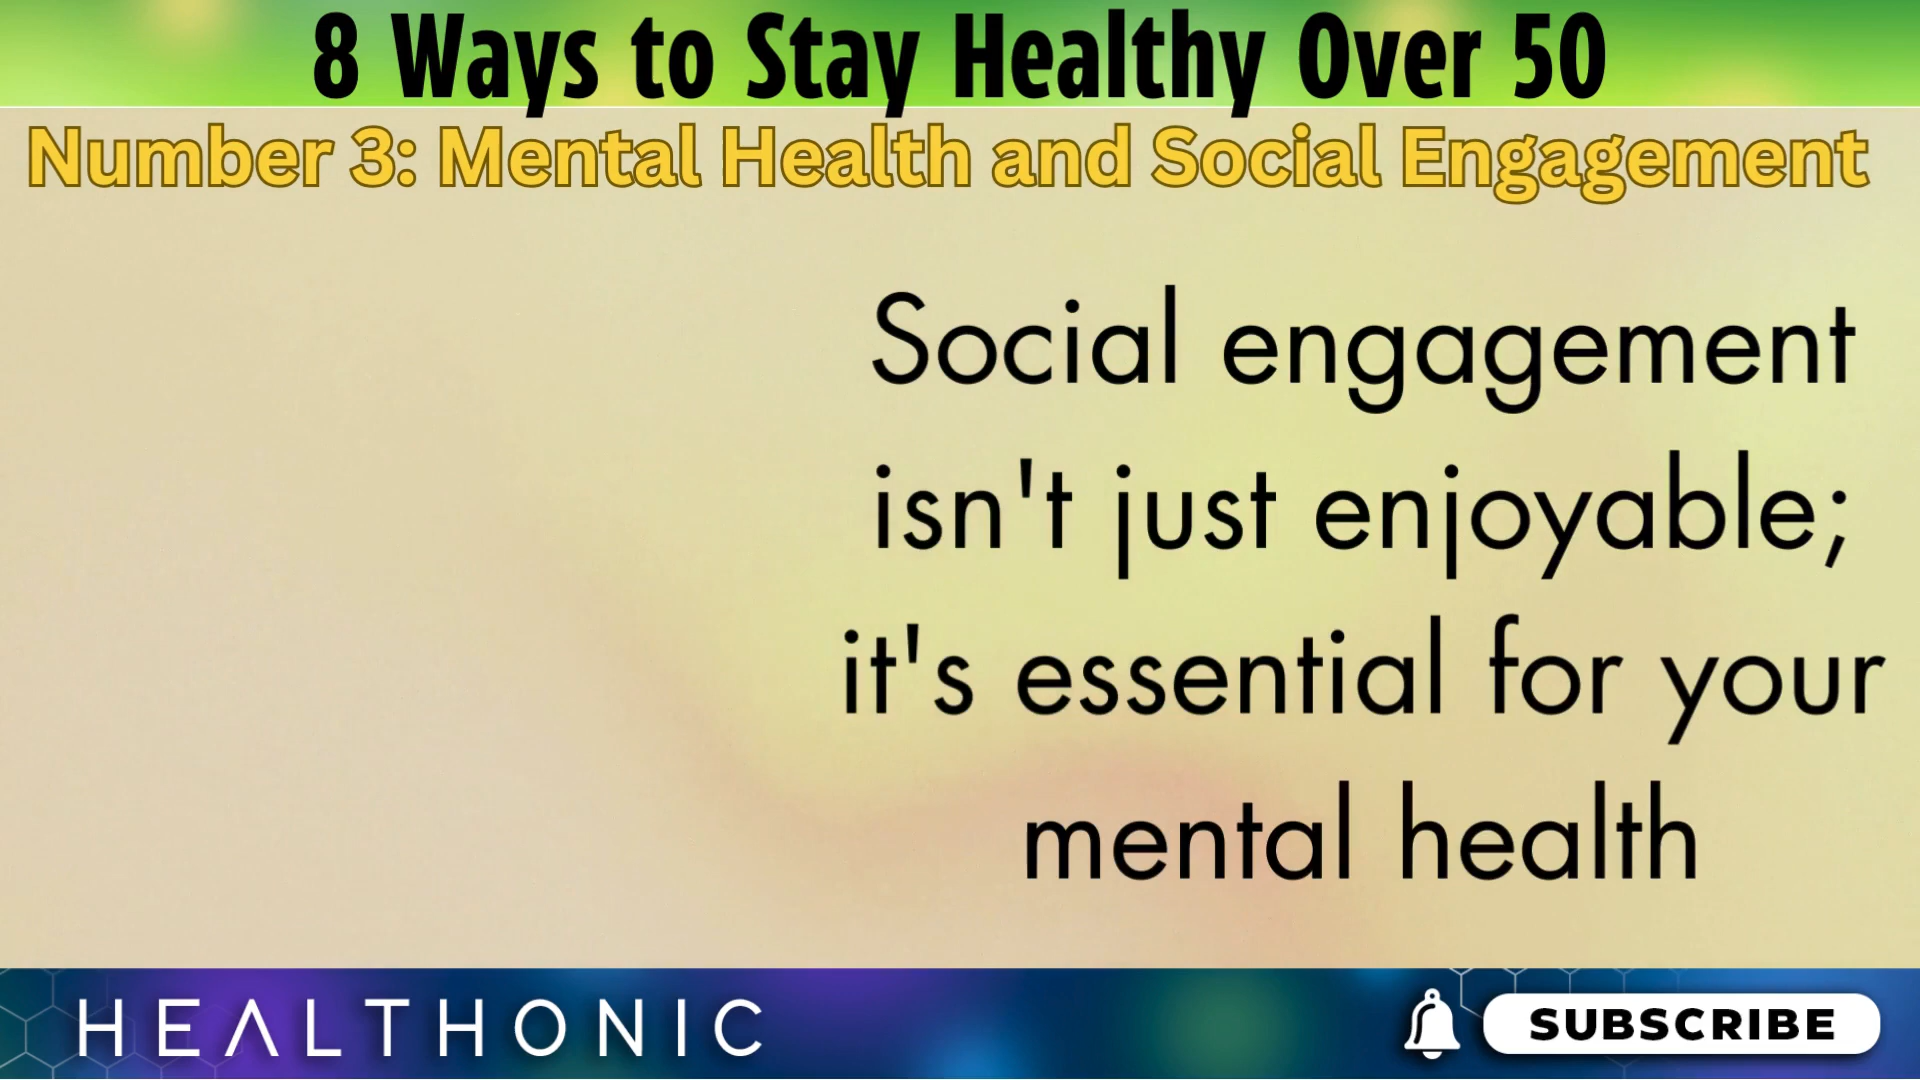 8 Ways to Stay Healthy Over 50
Number 3: Mental Health and Social Engagement
Social engagement
isn't just enjoyable;
it's essential for your
mental health
HEALTHONIC
SUBSCRIBE